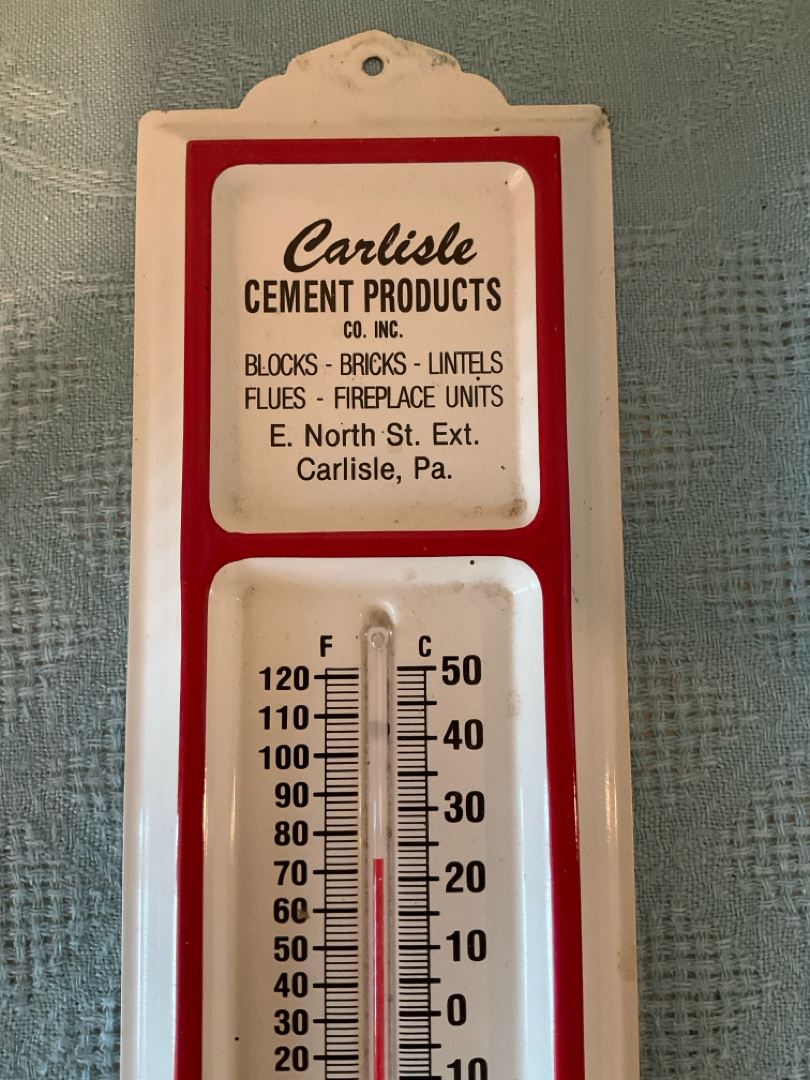 Carlisle
CEMENT PRODUCTS
CO. INC.
BLOCKS - BRICKS - LINTELS
FLUES - FIREPLACE UNITS
E. North St. Ext.
Carlisle, Pa.
F C
120 50
110
100 40
90
80 30
70
60 20
50 10
40
30 0
20
10